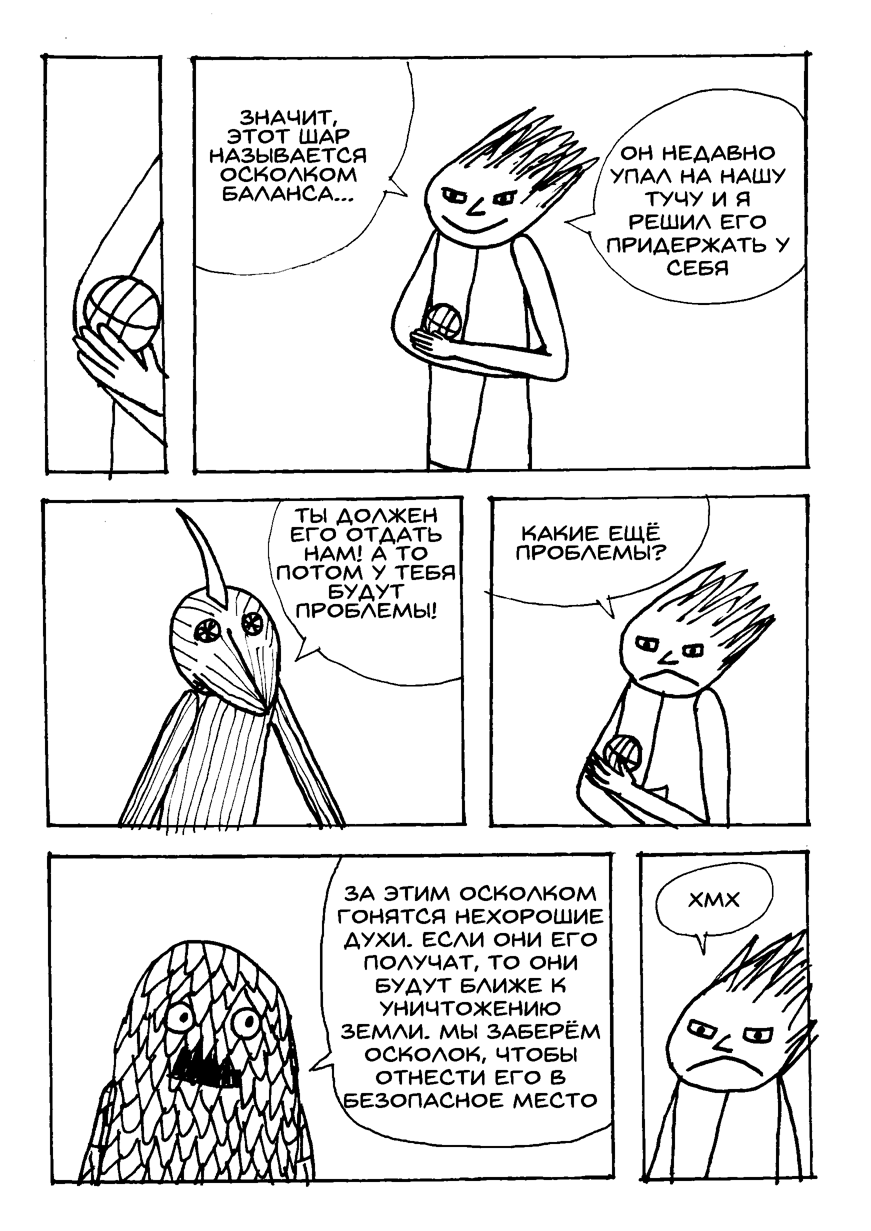 ЗНАЧИТ,
ЭТОТ ШАР
НАЗЫВАЕТСЯ
ОСКОЛКОМ
БАЛАНСА...
ОН НЕДАВНО
УПАЛ НА НАШУ
ТУЧУ И Я
РЕШИЛ ЕГО
ПРИДЕРЖАТЬ У
СЕБЯ
ТЫ ДОЛЖЕН
ЕГО ОТДАТЬ
НАМ! А ТО
ПОТОМ У ТЕБЯ
БУДУТ
ПРОБЛЕМЫ!
КАКИЕ ЕЩЁ
ПРОБЛЕМЫ?
ЗА ЭТИМ ОСКОЛКОМ
ГОНЯТСЯ НЕХОРОШИЕ
ДУХИ. ЕСЛИ ОНИ ЕГО
ПОЛУЧАТ, ТО ОНИ
БУДУТ БЛИЖЕ К
УНИЧТОЖЕНИЮ
ЗЕМЛИ. МЫ ЗАБЕРЁМ
ОСКОЛОК, ЧТОБЫ
ОТНЕСТИ ЕГО В
БЕЗОПАСНОЕ МЕСТО
ХМХ